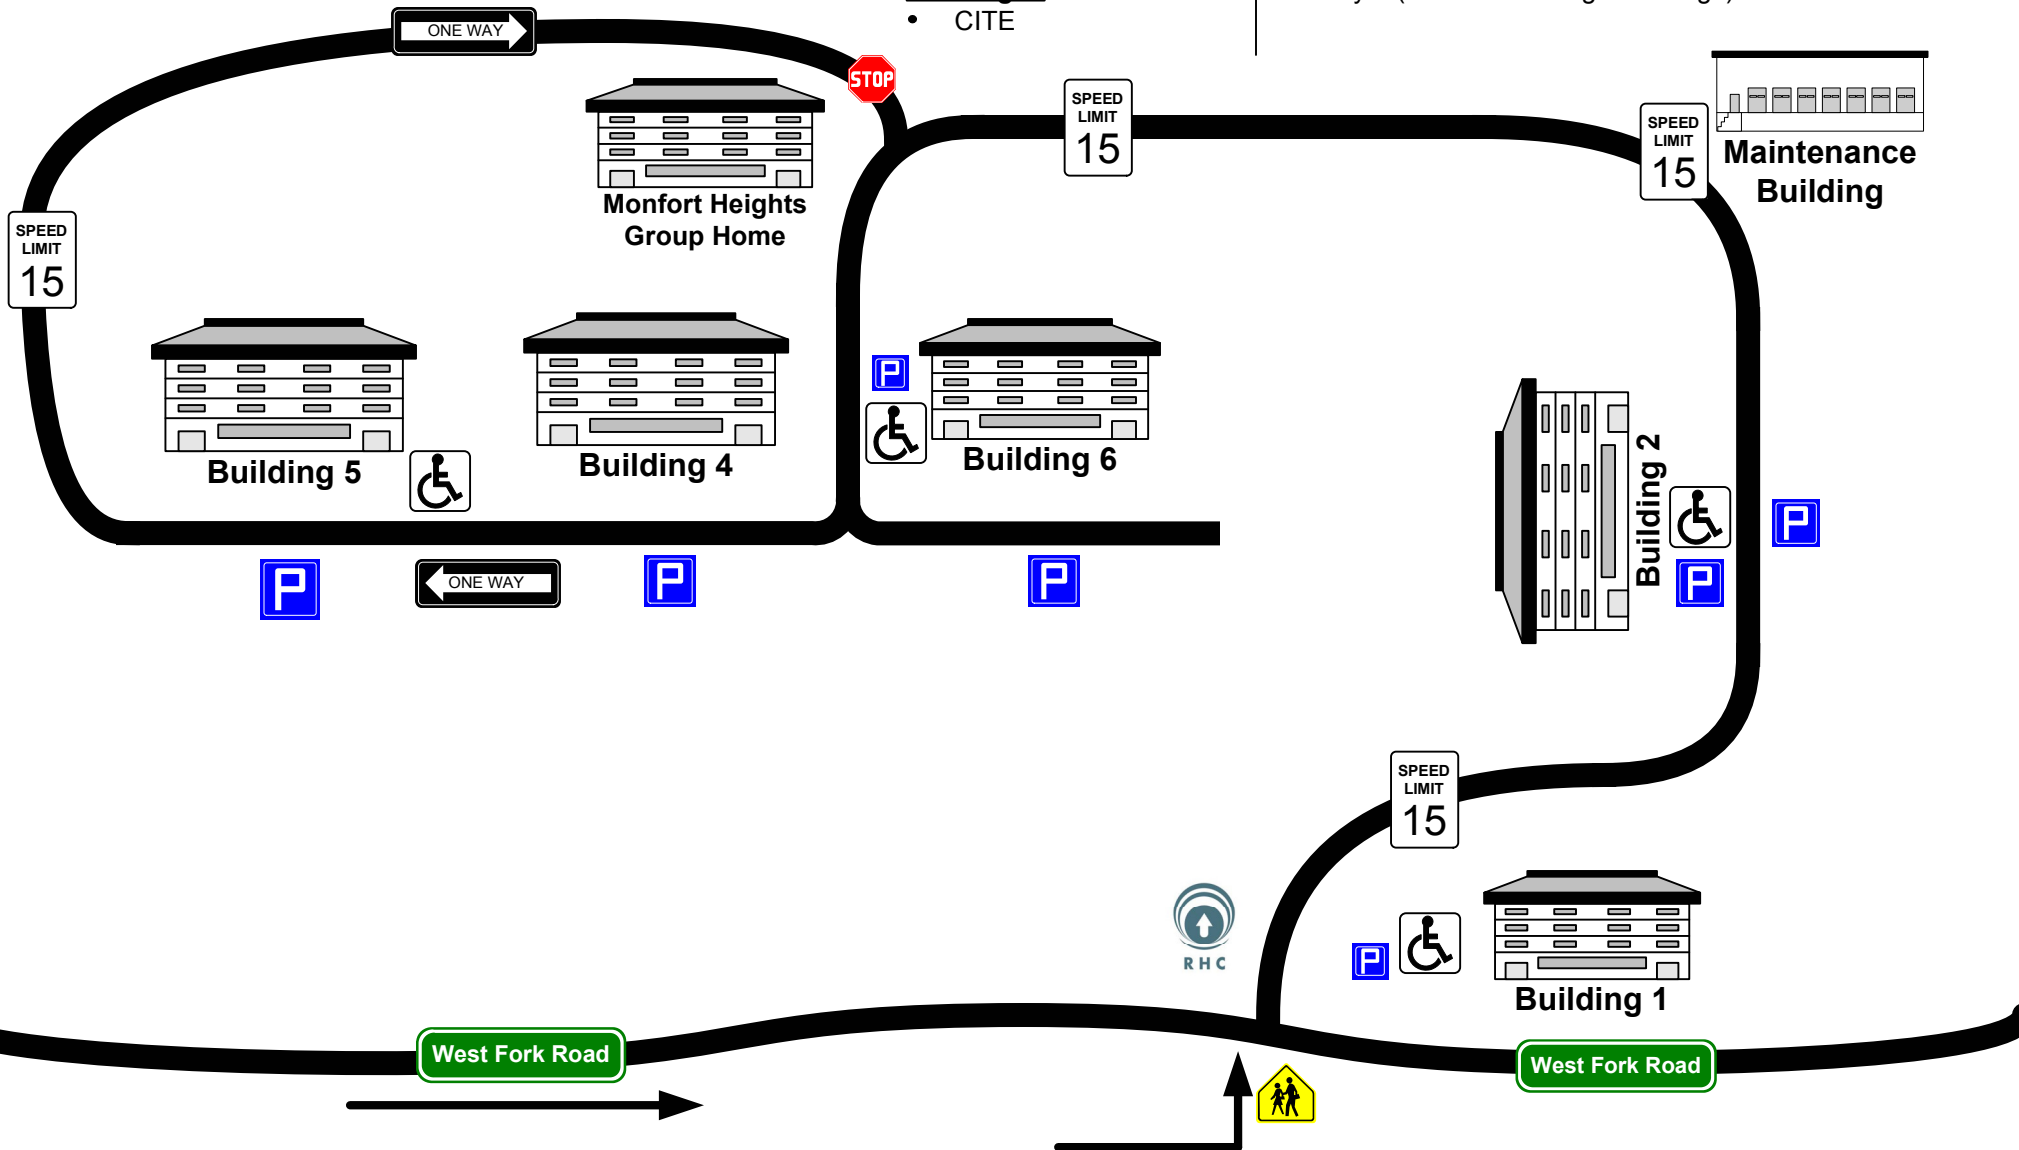 CITE
ONE WAY
STOP
SPEED
LIMIT
15
SPEED
LIMIT
15
Maintenance
Building
Monfort Heights
Group Home
SPEED
LIMIT
15
P
Building 5
Building 4
Building 6
Building 2
P
P
P
ONE WAY
P
P
SPEED
LIMIT
15
RHC
P
Building 1
West Fork Road
West Fork Road